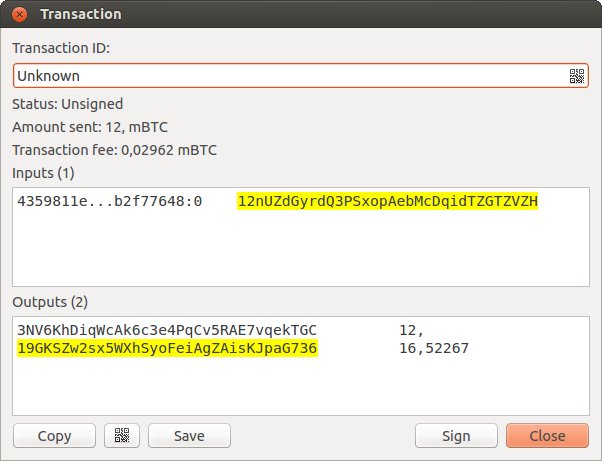 Transaction
Transaction ID:
Unknown
Status: Unsigned
Amount sent: 12, mBTC
Transaction fee: 0,02962 mBTC
Inputs (1)
4359811e...b2f77648:0 12nUZdGyrdQ3PSxopAebMcDqidTZGTZVZH
Outputs (2)
3NV6KhDiqWcAk6c3e4PqCv5RAE7vqekTGC 12,
19GKSZw2sx5WXhSyoFeiAgZAisKJpaG736 16,52267
Copy Save Sign Close